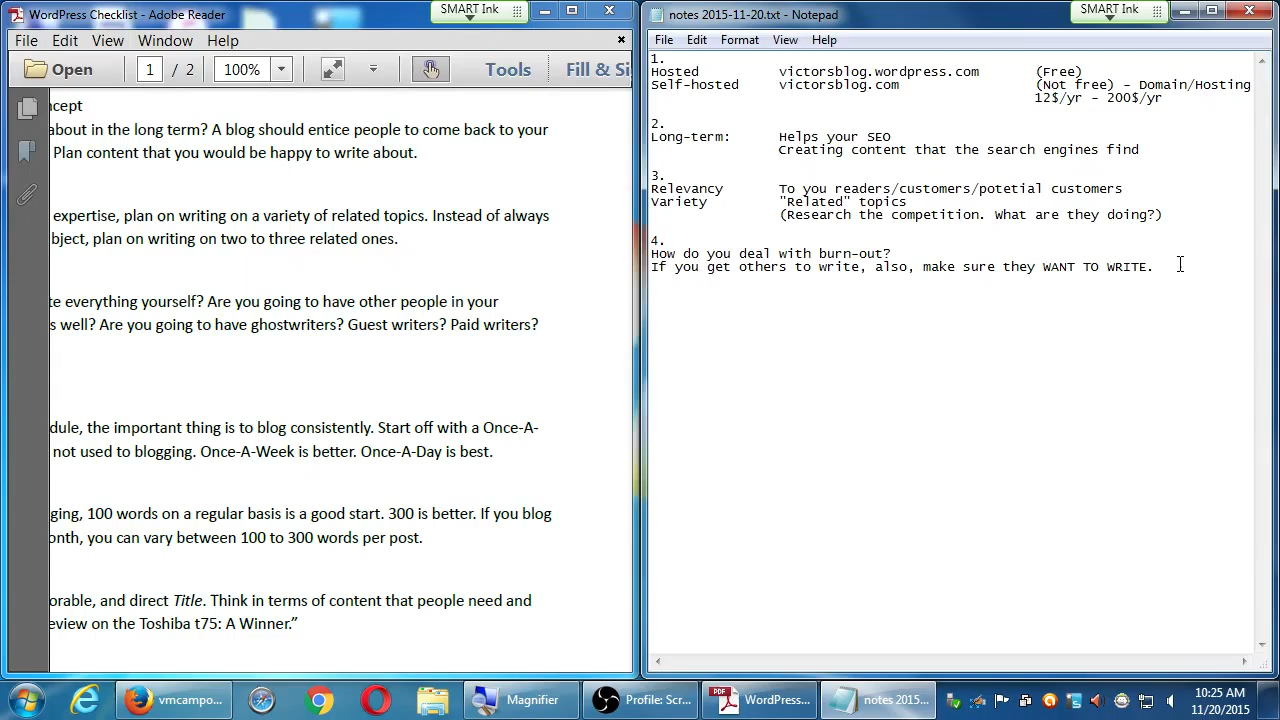 WordPress Checklist - Adobe Reader
SMART Ink
File Edit View Window Help
Open 1 / 2 100% Tools Fill & Si
ncept
about in the long term? A blog should entice people to come back to your
Plan content that you would be happy to write about.
expertise, plan on writing on a variety of related topics. Instead of always
bject, plan on writing on two to three related ones.
te everything yourself? Are you going to have other people in your
s well? Are you going to have ghostwriters? Guest writers? Paid writers?
dule, the important thing is to blog consistently. Start off with a Once-A-
not used to blogging. Once-A-Week is better. Once-A-Day is best.
ging, 100 words on a regular basis is a good start. 300 is better. If you blog
onth, you can vary between 100 to 300 words per post.
orable, and direct Title. Think in terms of content that people need and
eview on the Toshiba t75: A Winner.”
notes 2015-11-20.txt - Notepad
SMART Ink
File Edit Format View Help
1.
Hosted victorsblog.wordpress.com (Free)
Self-hosted victorsblog.com (Not free) - Domain/Hosting
12$/yr - 200$/yr
2.
Long-term: Helps your SEO
Creating content that the search engines find
3.
Relevancy To you readers/customers/potetial customers
Variety "Related" topics
(Research the competition. What are they doing?)
4.
How do you deal with burn-out?
If you get others to write, also, make sure they WANT TO WRITE.
vmcampo... Magnifier Profile: Scr... WordPress... notes 2015... 10:25 AM
11/20/2015